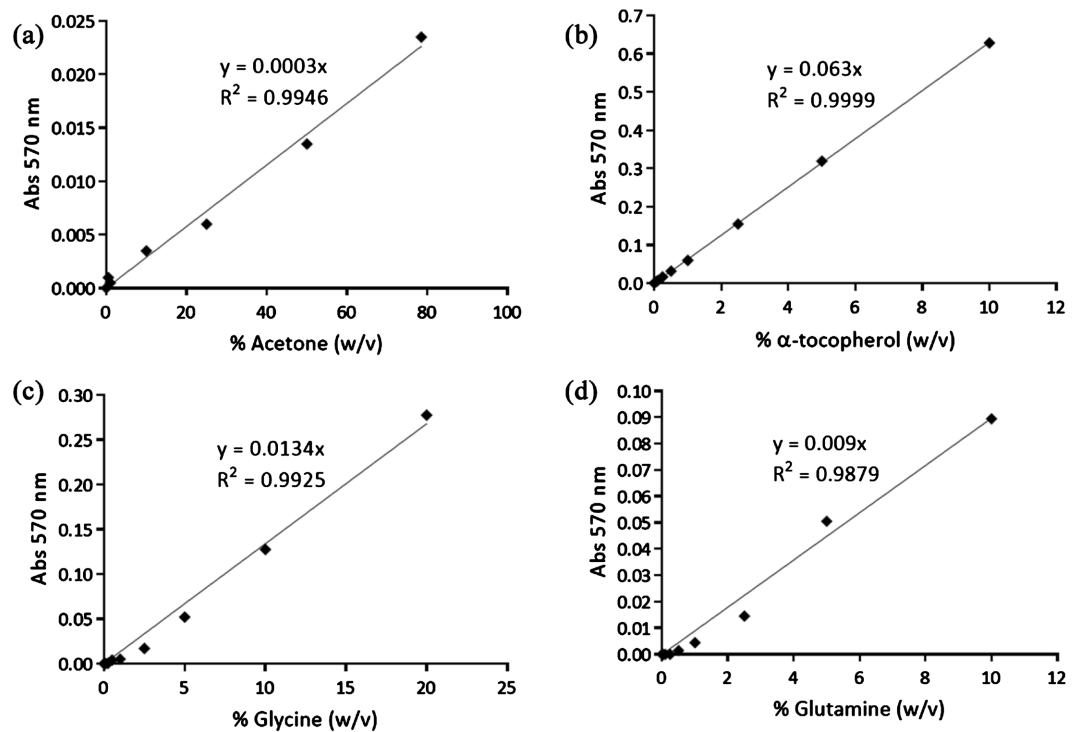 (a)
0.025
0.020
0.015
0.010
0.005
0.000
Abs 570 nm
y = 0.0003x
R² = 0.9946
0 20 40 60 80 100
% Acetone (w/v)
(b)
0.7
0.6
0.5
0.4
0.3
0.2
0.1
0.0
Abs 570 nm
y = 0.063x
R² = 0.9999
0 2 4 6 8 10 12
% α-tocopherol (w/v)
(c)
0.30
0.25
0.20
0.15
0.10
0.05
0.00
Abs 570 nm
y = 0.0134x
R² = 0.9925
0 5 10 15 20 25
% Glycine (w/v)
(d)
0.10
0.09
0.08
0.07
0.06
0.05
0.04
0.03
0.02
0.01
0.00
Abs 570 nm
y = 0.009x
R² = 0.9879
0 2 4 6 8 10 12
% Glutamine (w/v)